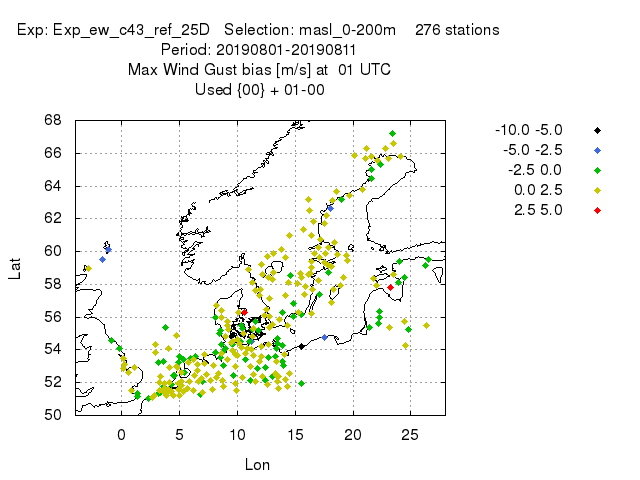 Exp: Exp_ew_c43_ref_25D   Selection: masl_0-200m    276 stations
Period: 20190801-20190811
Max Wind Gust bias [m/s] at  01 UTC
Used {00} + 01-00
68
66
64
62
60
58
56
54
52
50
Lat
0 5 10 15 20 25
Lon
-10.0 -5.0
-5.0 -2.5
-2.5 0.0
0.0 2.5
2.5 5.0